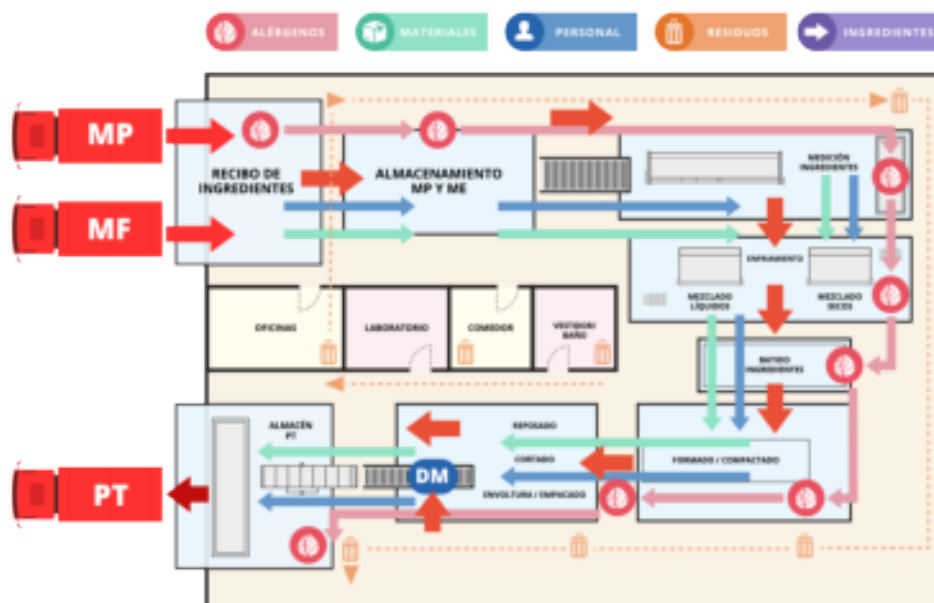 ALÉRGENOS
MATERIALES
PERSONAL
RESIDUOS
INGREDIENTES
MP
MF
PT
RECIBO DE
INGREDIENTES
ALMACENAMIENTO
MP Y ME
MEDICIÓN
INGREDIENTES
ENFRIAMIENTO
MEZCLADO
LÍQUIDOS
MEZCLADO
SECOS
OFICINAS
LABORATORIO
COMEDOR
VESTIDOR/
BAÑO
BATIDO
INGREDIENTES
ALMACÉN
PT
REPOSADO
CORTADO
ENVOLTURA / EMPACADO
DM
FORMADO / COMPACTADO